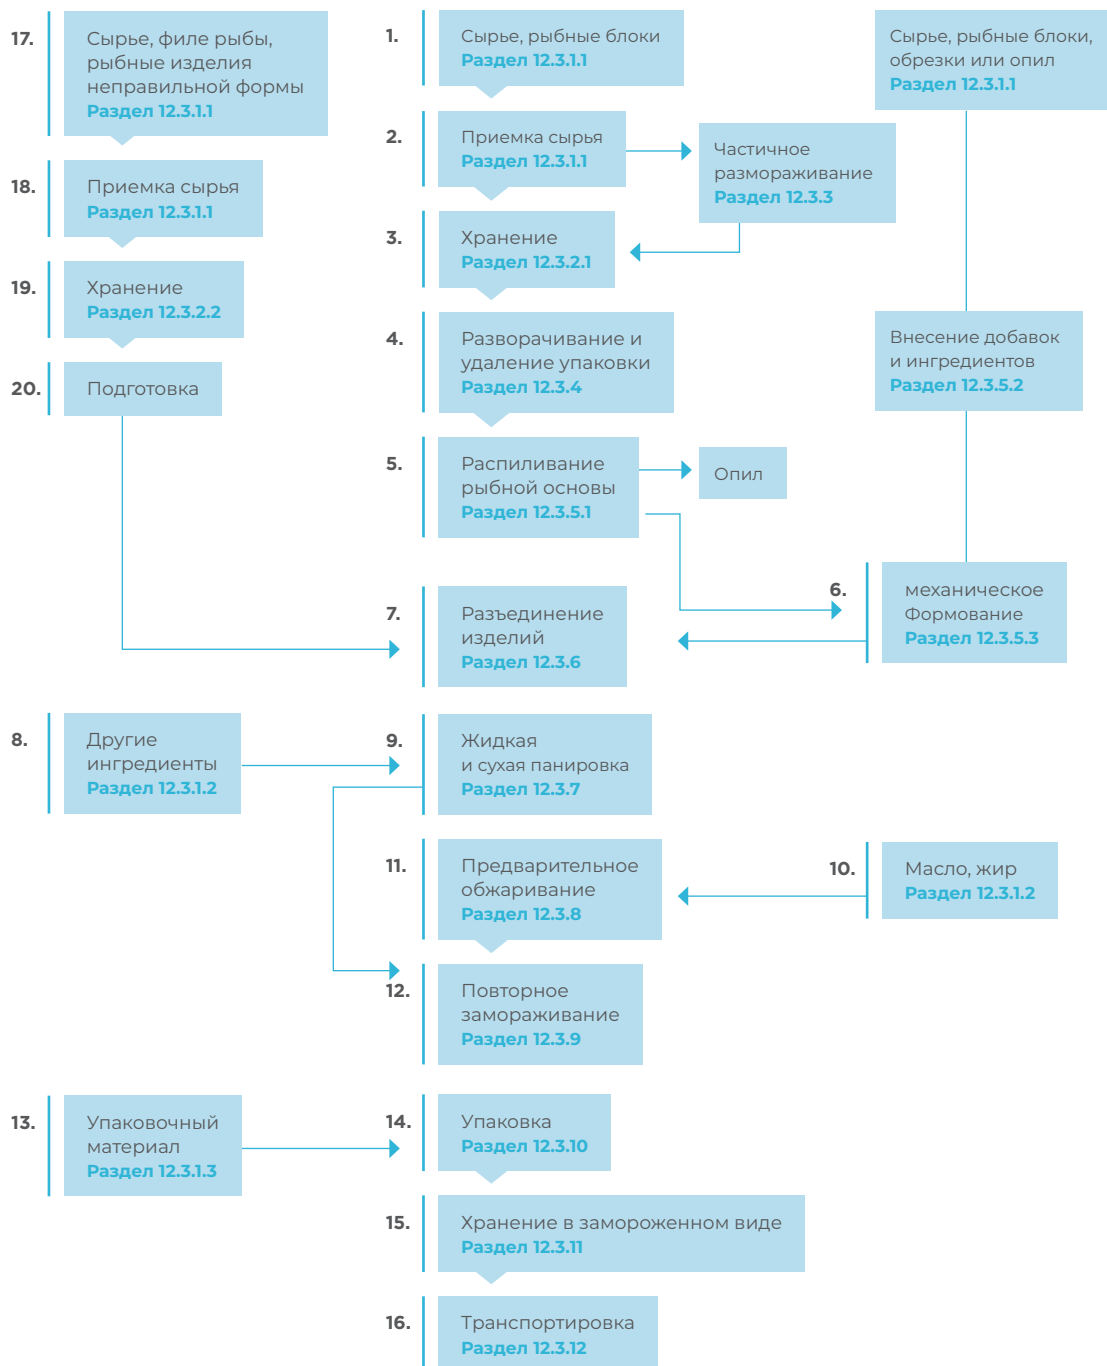 17.
Сырье, филе рыбы,
рыбные изделия
неправильной формы
Раздел 12.3.1.1
18.
Приемка сырья
Раздел 12.3.1.1
19.
Хранение
Раздел 12.3.2.2
20.
Подготовка
1.
Сырье, рыбные блоки
Раздел 12.3.1.1
2.
Приемка сырья
Раздел 12.3.1.1
Частичное
размораживание
Раздел 12.3.3
3.
Хранение
Раздел 12.3.2.1
4.
Разворачивание и
удаление упаковки
Раздел 12.3.4
5.
Распиливание
рыбной основы
Раздел 12.3.5.1
Опил
Сырье, рыбные блоки,
обрезки или опил
Раздел 12.3.1.1
Внесение добавок
и ингредиентов
Раздел 12.3.5.2
6.
механическое
Формование
Раздел 12.3.5.3
7.
Разъединение
изделий
Раздел 12.3.6
8.
Другие
ингредиенты
Раздел 12.3.1.2
9.
Жидкая
и сухая панировка
Раздел 12.3.7
10.
Масло, жир
Раздел 12.3.1.2
11.
Предварительное
обжаривание
Раздел 12.3.8
12.
Повторное
замораживание
Раздел 12.3.9
13.
Упаковочный
материал
Раздел 12.3.1.3
14.
Упаковка
Раздел 12.3.10
15.
Хранение в замороженном виде
Раздел 12.3.11
16.
Транспортировка
Раздел 12.3.12